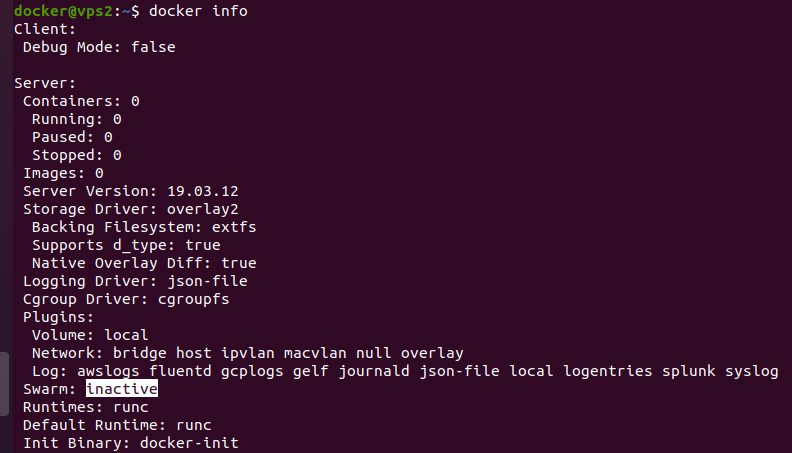 docker@vps2:~$ docker info
Client:
 Debug Mode: false

Server:
 Containers: 0
  Running: 0
  Paused: 0
  Stopped: 0
 Images: 0
 Server Version: 19.03.12
 Storage Driver: overlay2
  Backing Filesystem: extfs
  Supports d_type: true
  Native Overlay Diff: true
 Logging Driver: json-file
 Cgroup Driver: cgroupfs
 Plugins:
  Volume: local
  Network: bridge host ipvlan macvlan null overlay
  Log: awslogs fluentd gcplogs gelf journald json-file local logentries splunk syslog
 Swarm: inactive
 Runtimes: runc
 Default Runtime: runc
 Init Binary: docker-init